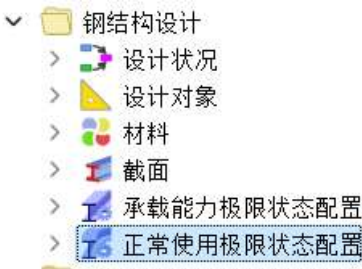 钢结构设计
设计状况
设计对象
材料
截面
承载能力极限状态配置
正常使用极限状态配置